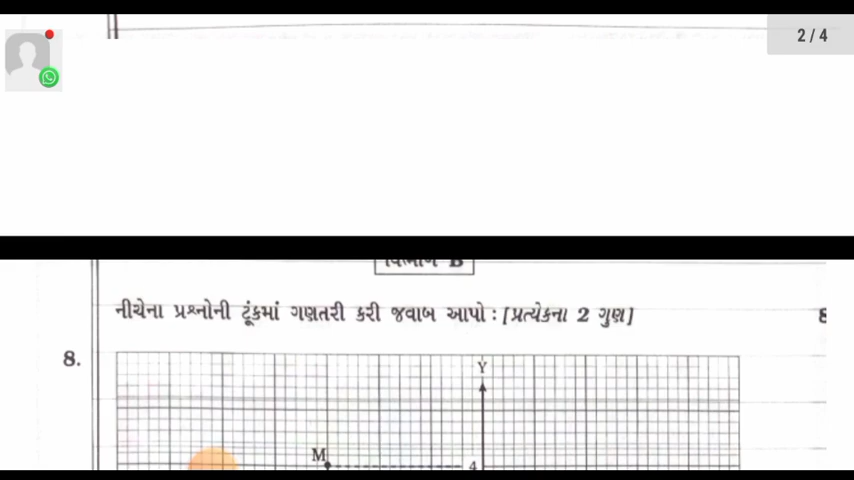 2 / 4
વિભાગ B
નીચેના પ્રશ્નોની ટૂંકમાં ગણતરી કરી જવાબ આપો : [પ્રત્યેકના 2 ગુણ]
8.
Y
M
4